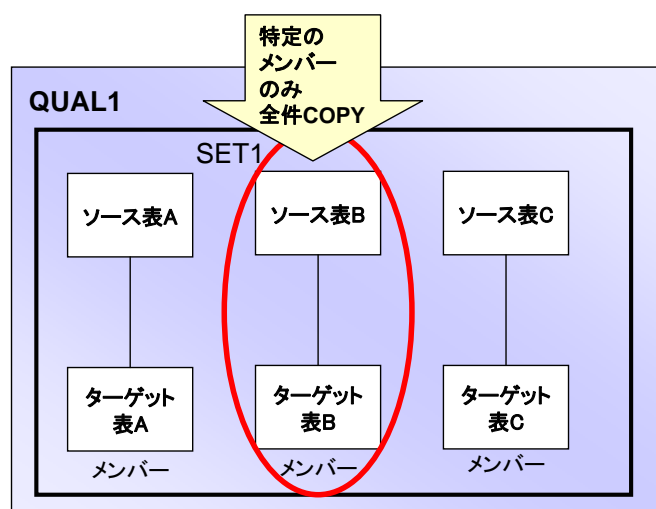 特定の
メンバー
のみ
全件COPY
QUAL1
SET1
ソース表A
ソース表B
ソース表C
ターゲット
表A
ターゲット
表B
ターゲット
表C
メンバー
メンバー
メンバー